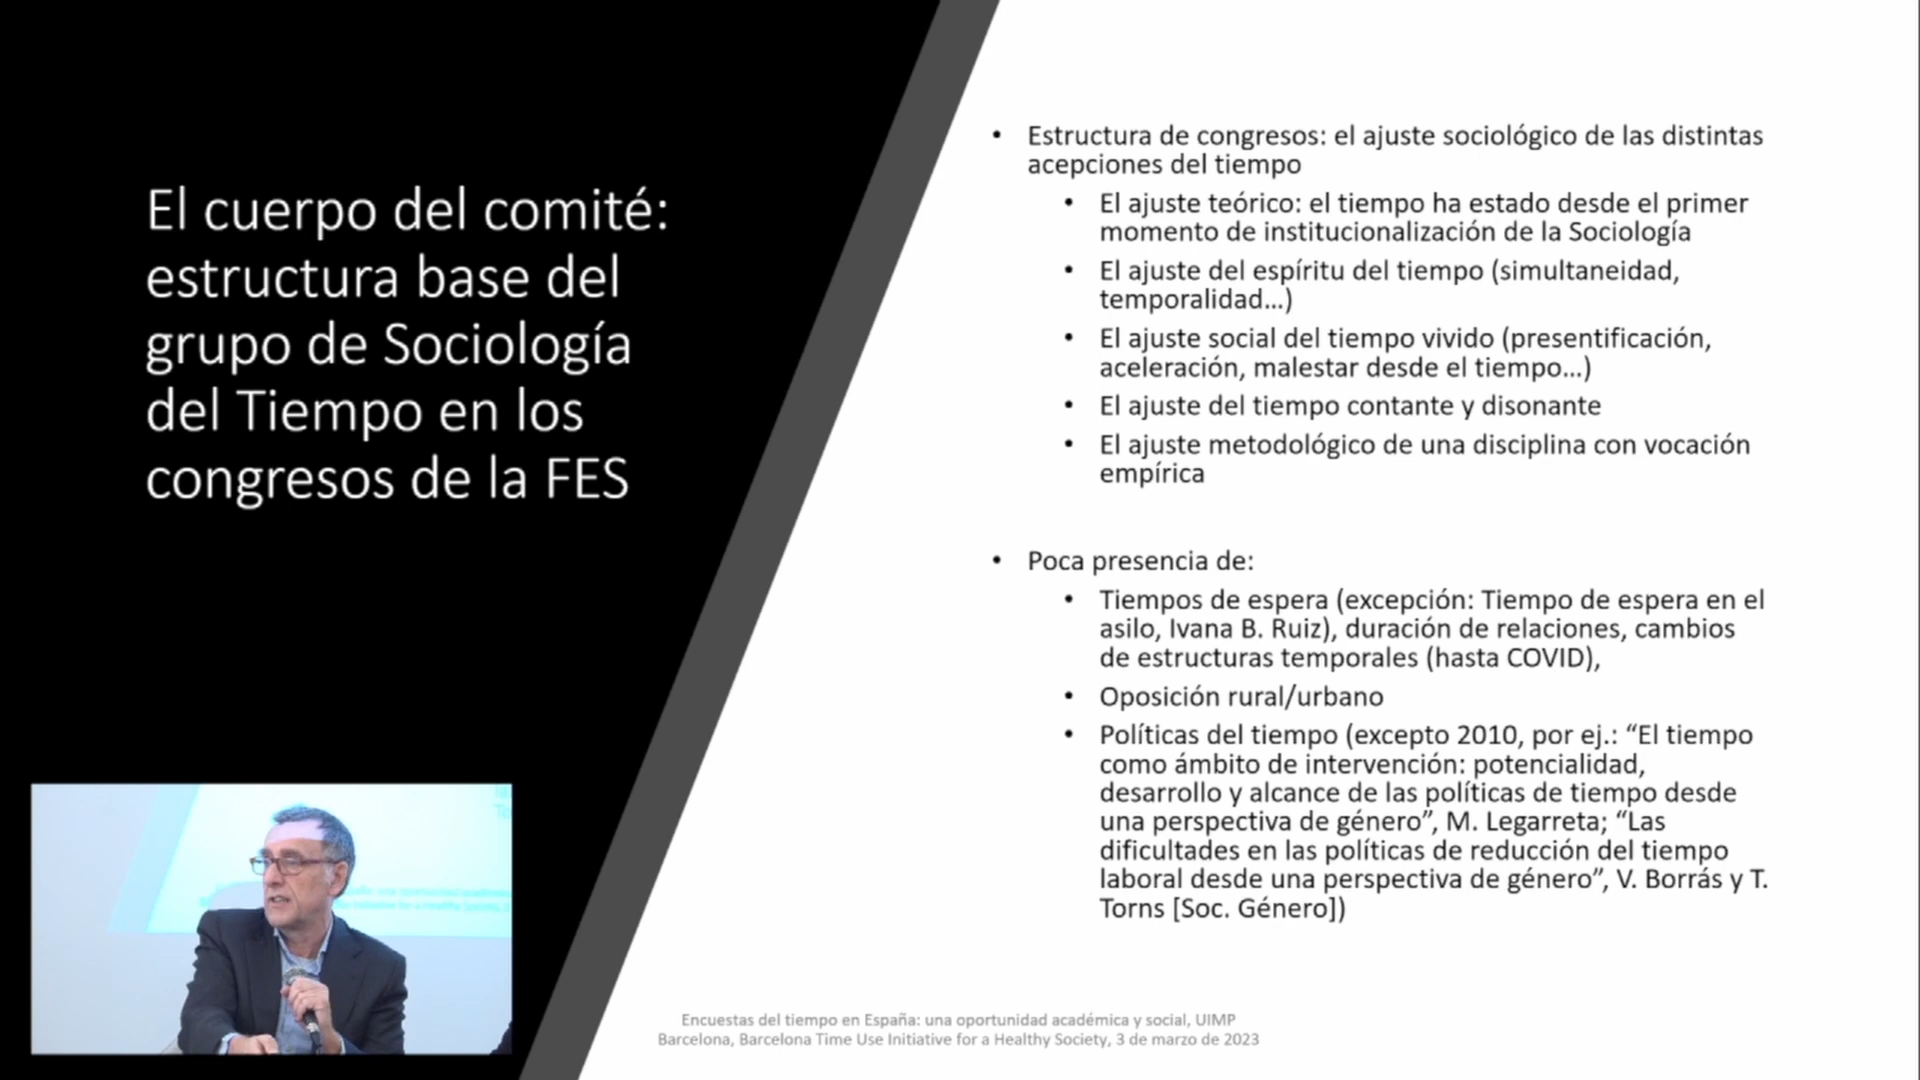 El cuerpo del comité:
estructura base del
grupo de Sociología
del Tiempo en los
congresos de la FES
• Estructura de congresos: el ajuste sociológico de las distintas
acepciones del tiempo
• El ajuste teórico: el tiempo ha estado desde el primer
momento de institucionalización de la Sociología
• El ajuste del espíritu del tiempo (simultaneidad,
temporalidad…)
• El ajuste social del tiempo vivido (presentificación,
aceleración, malestar desde el tiempo…)
• El ajuste del tiempo contante y disonante
• El ajuste metodológico de una disciplina con vocación
empírica
• Poca presencia de:
• Tiempos de espera (excepción: Tiempo de espera en el
asilo, Ivana B. Ruiz), duración de relaciones, cambios
de estructuras temporales (hasta COVID),
• Oposición rural/urbano
• Políticas del tiempo (excepto 2010, por ej.: “El tiempo
como ámbito de intervención: potencialidad,
desarrollo y alcance de las políticas de tiempo desde
una perspectiva de género”, M. Legarreta; “Las
dificultades en las políticas de reducción del tiempo
laboral desde una perspectiva de género”, V. Borrás y T.
Torns [Soc. Género])
Encuestas del tiempo en España: una oportunidad académica y social, UIMP
Barcelona, Barcelona Time Use Initiative for a Healthy Society, 3 de marzo de 2023